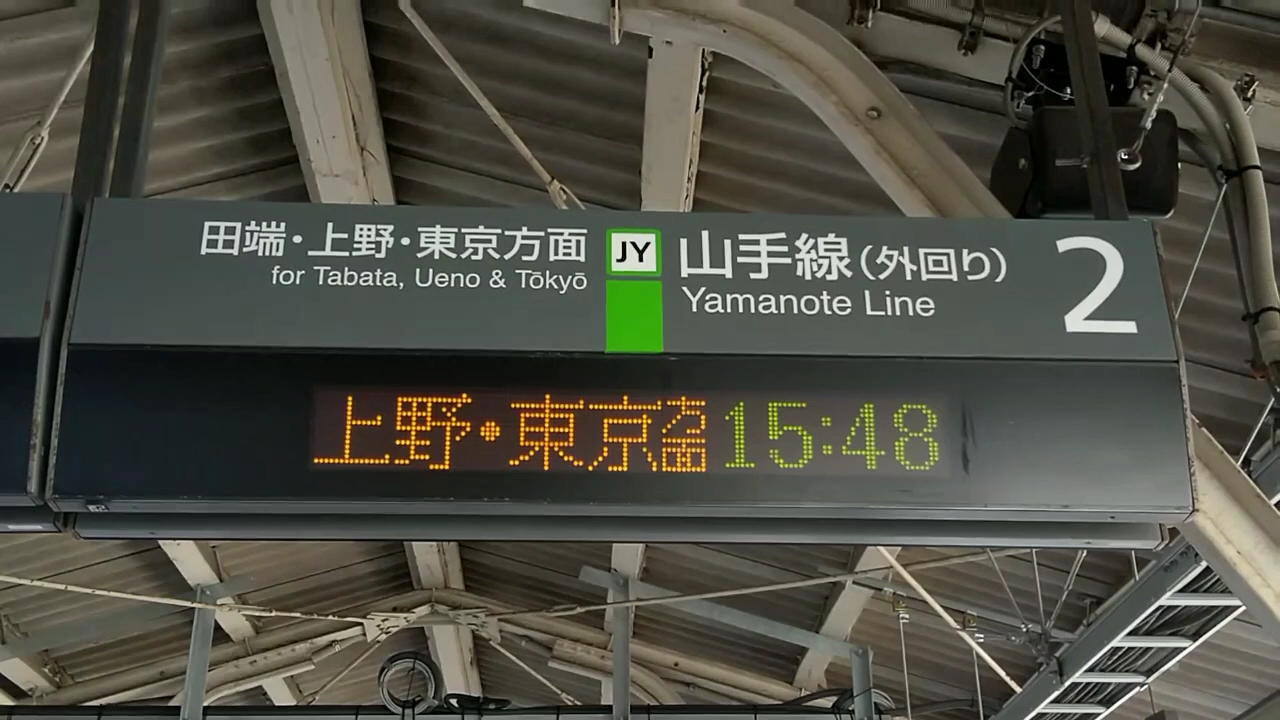 田端・上野・東京方面
for Tabata, Ueno & Tōkyō
JY
山手線(外回り)
Yamanote Line
2
上野・東京方面 15:48